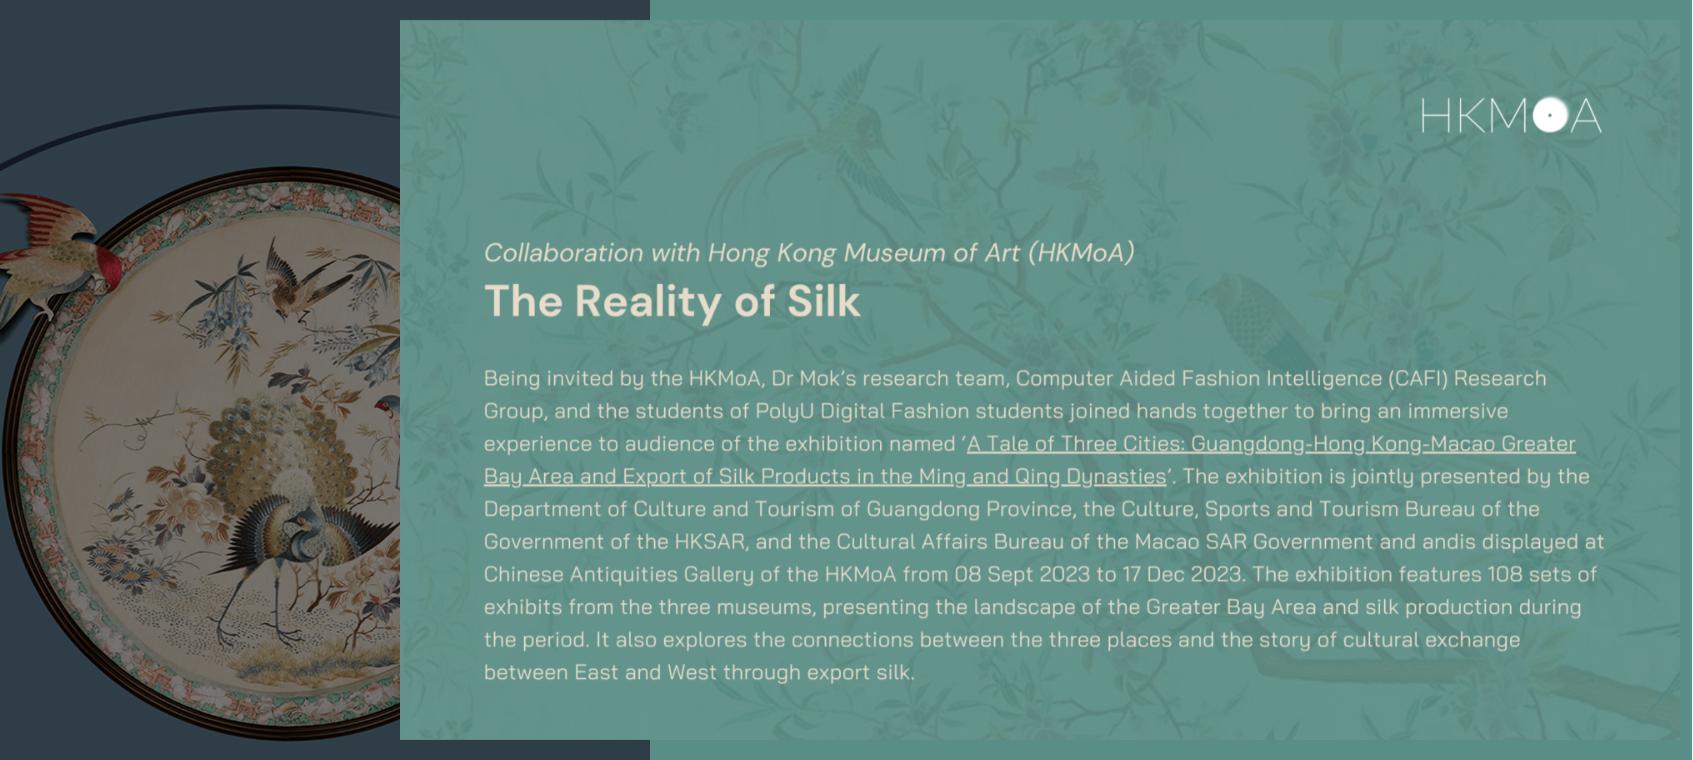 HKMOA
Collaboration with Hong Kong Museum of Art (HKMoA)
The Reality of Silk
Being invited by the HKMoA, Dr Mok’s research team, Computer Aided Fashion Intelligence (CAFI) Research
Group, and the students of PolyU Digital Fashion students joined hands together to bring an immersive
experience to audience of the exhibition named ‘A Tale of Three Cities: Guangdong-Hong Kong-Macao Greater
Bay Area and Export of Silk Products in the Ming and Qing Dynasties’. The exhibition is jointly presented by the
Department of Culture and Tourism of Guangdong Province, the Culture, Sports and Tourism Bureau of the
Government of the HKSAR, and the Cultural Affairs Bureau of the Macao SAR Government and andis displayed at
Chinese Antiquities Gallery of the HKMoA from 08 Sept 2023 to 17 Dec 2023. The exhibition features 108 sets of
exhibits from the three museums, presenting the landscape of the Greater Bay Area and silk production during
the period. It also explores the connections between the three places and the story of cultural exchange
between East and West through export silk.